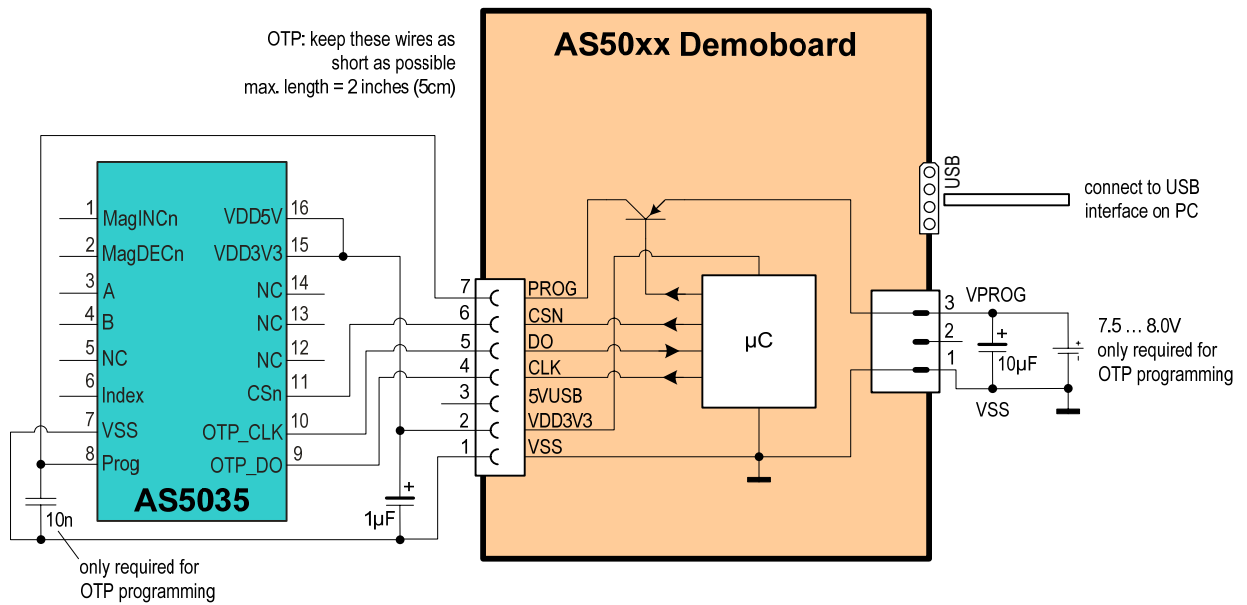 OTP: keep these wires as
short as possible
max. length = 2 inches (5cm)
AS50xx Demoboard
USB
connect to USB
interface on PC
1 MagINCn
2 MagDECn
3 A
4 B
5 NC
6 Index
7 VSS
8 Prog
VDD5V 16
VDD3V3 15
NC 14
NC 13
NC 12
CSn 11
OTP_CLK 10
OTP_DO 9
AS5035
10n
only required for
OTP programming
1µF
+
7 PROG
6 CSN
5 DO
4 CLK
3 5VUSB
2 VDD3V3
1 VSS
µC
3 VPROG
2
1
VSS
+
10µF
+
-
7.5 ... 8.0V
only required for
OTP programming